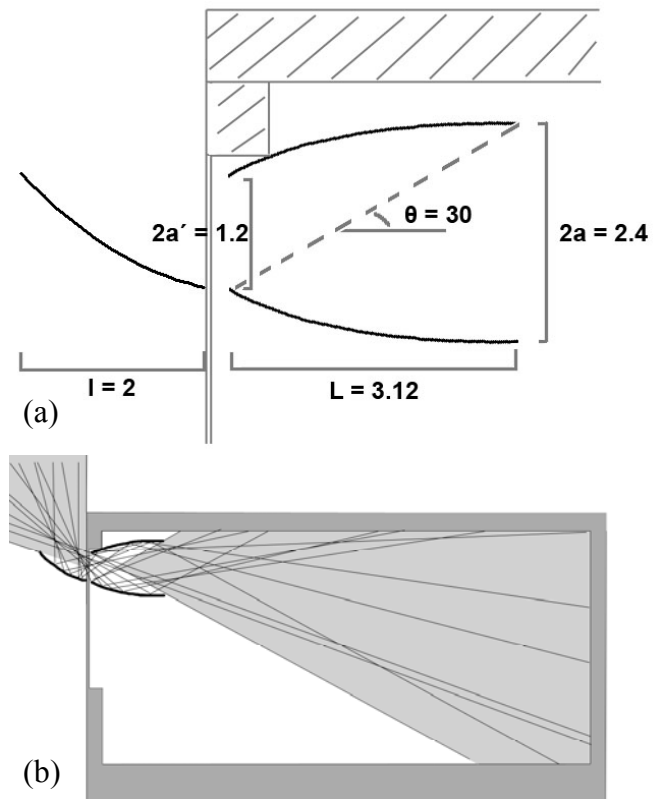 2a´ = 1.2
θ = 30
2a = 2.4
l = 2
L = 3.12
(a)
(b)